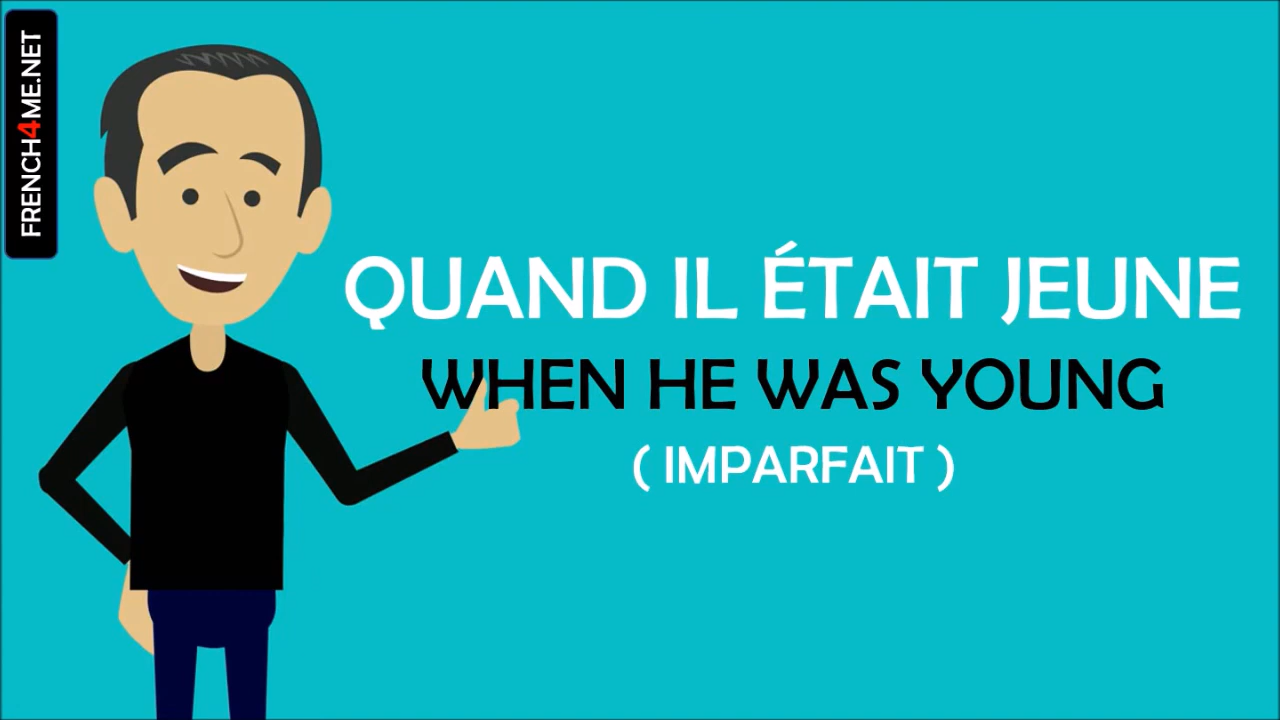 FRENCH4ME.NET
QUAND IL ÉTAIT JEUNE
WHEN HE WAS YOUNG
( IMPARFAIT )